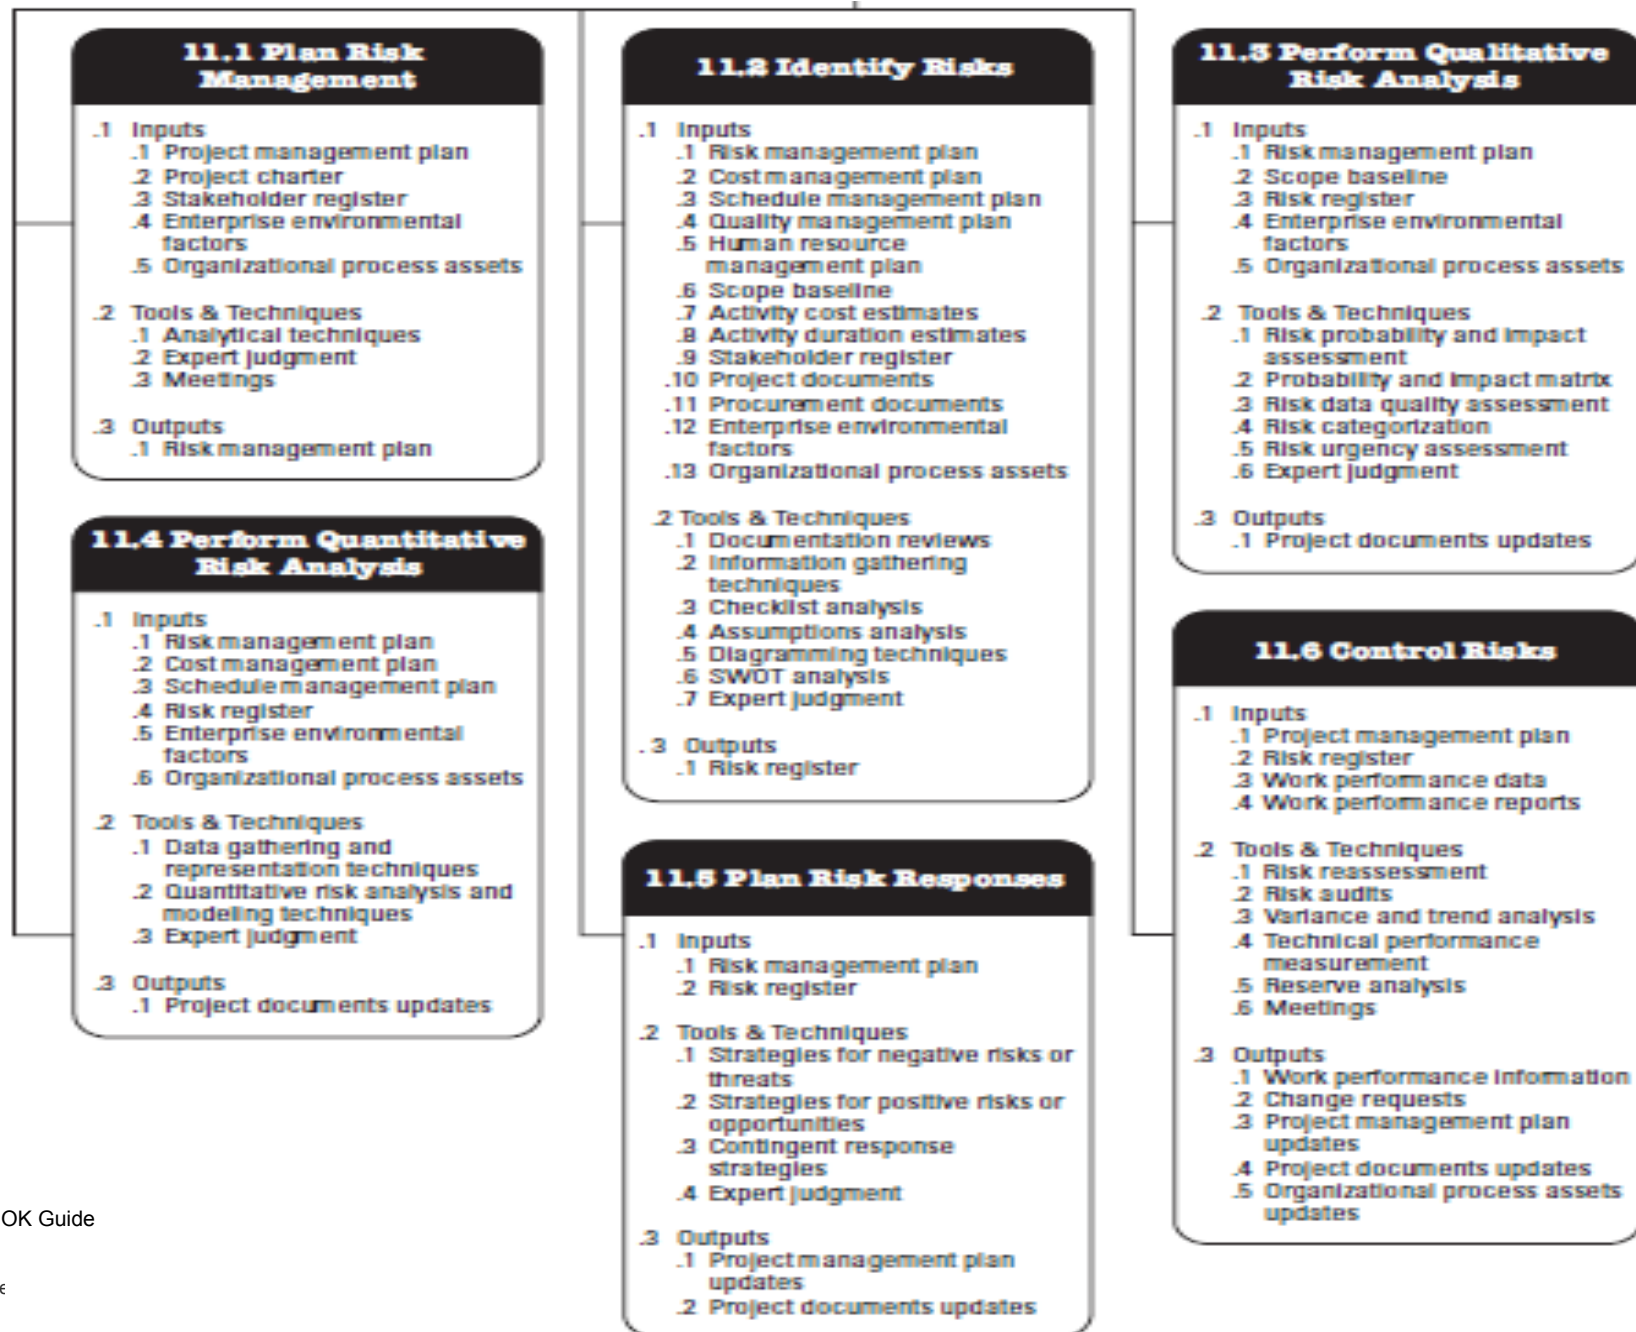 11.1 Plan Risk
Management
.1 Inputs
.1 Project management plan
.2 Project charter
.3 Stakeholder register
.4 Enterprise environmental
factors
.5 Organizational process assets
.2 Tools & Techniques
.1 Analytical techniques
.2 Expert judgment
.3 Meetings
.3 Outputs
.1 Risk management plan
11.2 Identify Risks
.1 Inputs
.1 Risk management plan
.2 Cost management plan
.3 Schedule management plan
.4 Quality management plan
.5 Human resource
management plan
.6 Scope baseline
.7 Activity cost estimates
.8 Activity duration estimates
.9 Stakeholder register
.10 Project documents
.11 Procurement documents
.12 Enterprise environmental
factors
.13 Organizational process assets
.2 Tools & Techniques
.1 Documentation reviews
.2 Information gathering
techniques
.3 Checklist analysis
.4 Assumptions analysis
.5 Diagramming techniques
.6 SWOT analysis
.7 Expert judgment
.3 Outputs
.1 Risk register
11.3 Perform Qualitative
Risk Analysis
.1 Inputs
.1 Risk management plan
.2 Scope baseline
.3 Risk register
.4 Enterprise environmental
factors
.5 Organizational process assets
.2 Tools & Techniques
.1 Risk probability and impact
assessment
.2 Probability and impact matrix
.3 Risk data quality assessment
.4 Risk categorization
.5 Risk urgency assessment
.6 Expert judgment
.3 Outputs
.1 Project documents updates
11.4 Perform Quantitative
Risk Analysis
.1 Inputs
.1 Risk management plan
.2 Cost management plan
.3 Schedule management plan
.4 Risk register
.5 Enterprise environmental
factors
.6 Organizational process assets
.2 Tools & Techniques
.1 Data gathering and
representation techniques
.2 Quantitative risk analysis and
modeling techniques
.3 Expert judgment
.3 Outputs
.1 Project documents updates
11.5 Plan Risk Responses
.1 Inputs
.1 Risk management plan
.2 Risk register
.2 Tools & Techniques
.1 Strategies for negative risks or
threats
.2 Strategies for positive risks or
opportunities
.3 Contingent response
strategies
.4 Expert judgment
.3 Outputs
.1 Project management plan
updates
.2 Project documents updates
11.6 Control Risks
.1 Inputs
.1 Project management plan
.2 Risk register
.3 Work performance data
.4 Work performance reports
.2 Tools & Techniques
.1 Risk reassessment
.2 Risk audits
.3 Variance and trend analysis
.4 Technical performance
measurement
.5 Reserve analysis
.6 Meetings
.3 Outputs
.1 Work performance information
.2 Change requests
.3 Project management plan
updates
.4 Project documents updates
.5 Organizational process assets
updates
OK Guide